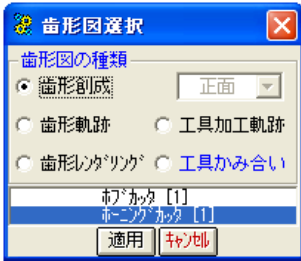 歯形図選択
歯形図の種類
歯形創成 正面
歯形軌跡 工具加工軌跡
歯形ﾚﾝﾀﾞﾘﾝｸﾞ 工具かみ合い
ﾎﾌﾞｶｯﾀ [1]
ﾎｰﾆﾝｸﾞｶｯﾀ [1]
適用 ｷｬﾝｾﾙ